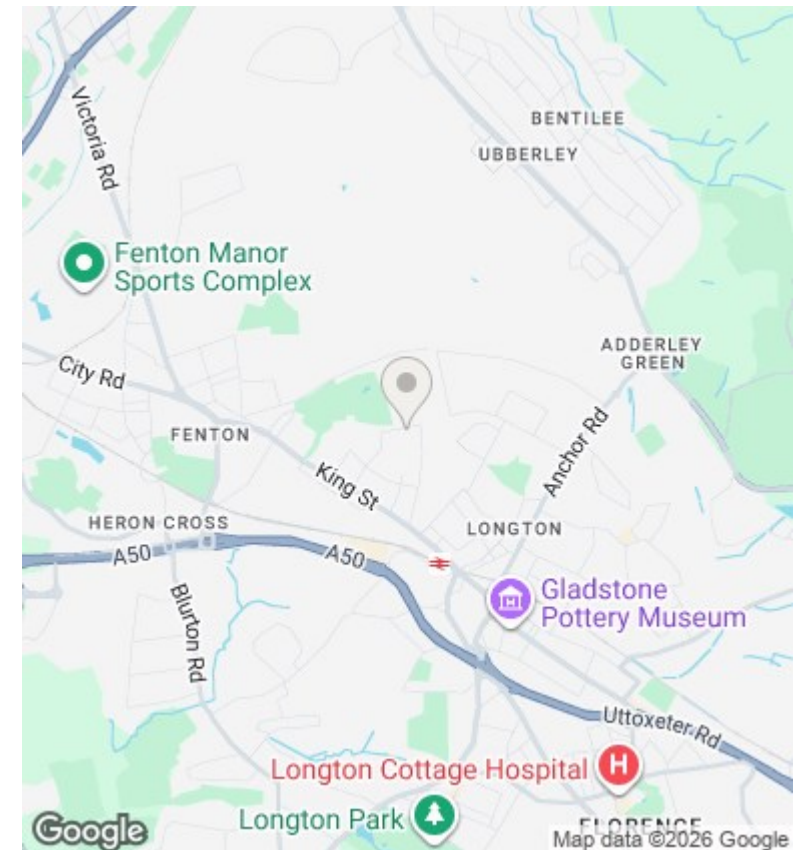 BENTILEE
UBBERLEY
Victoria Rd
Fenton Manor
Sports Complex
ADDERLEY
GREEN
City Rd
FENTON
Anchor Rd
King St
HERON CROSS
LONGTON
A50
A50
Gladstone
Pottery Museum
Blurton Rd
Uttoxeter Rd
Longton Cottage Hospital
H
Longton Park
FLORENCE
Google
Map data ©2026 Google